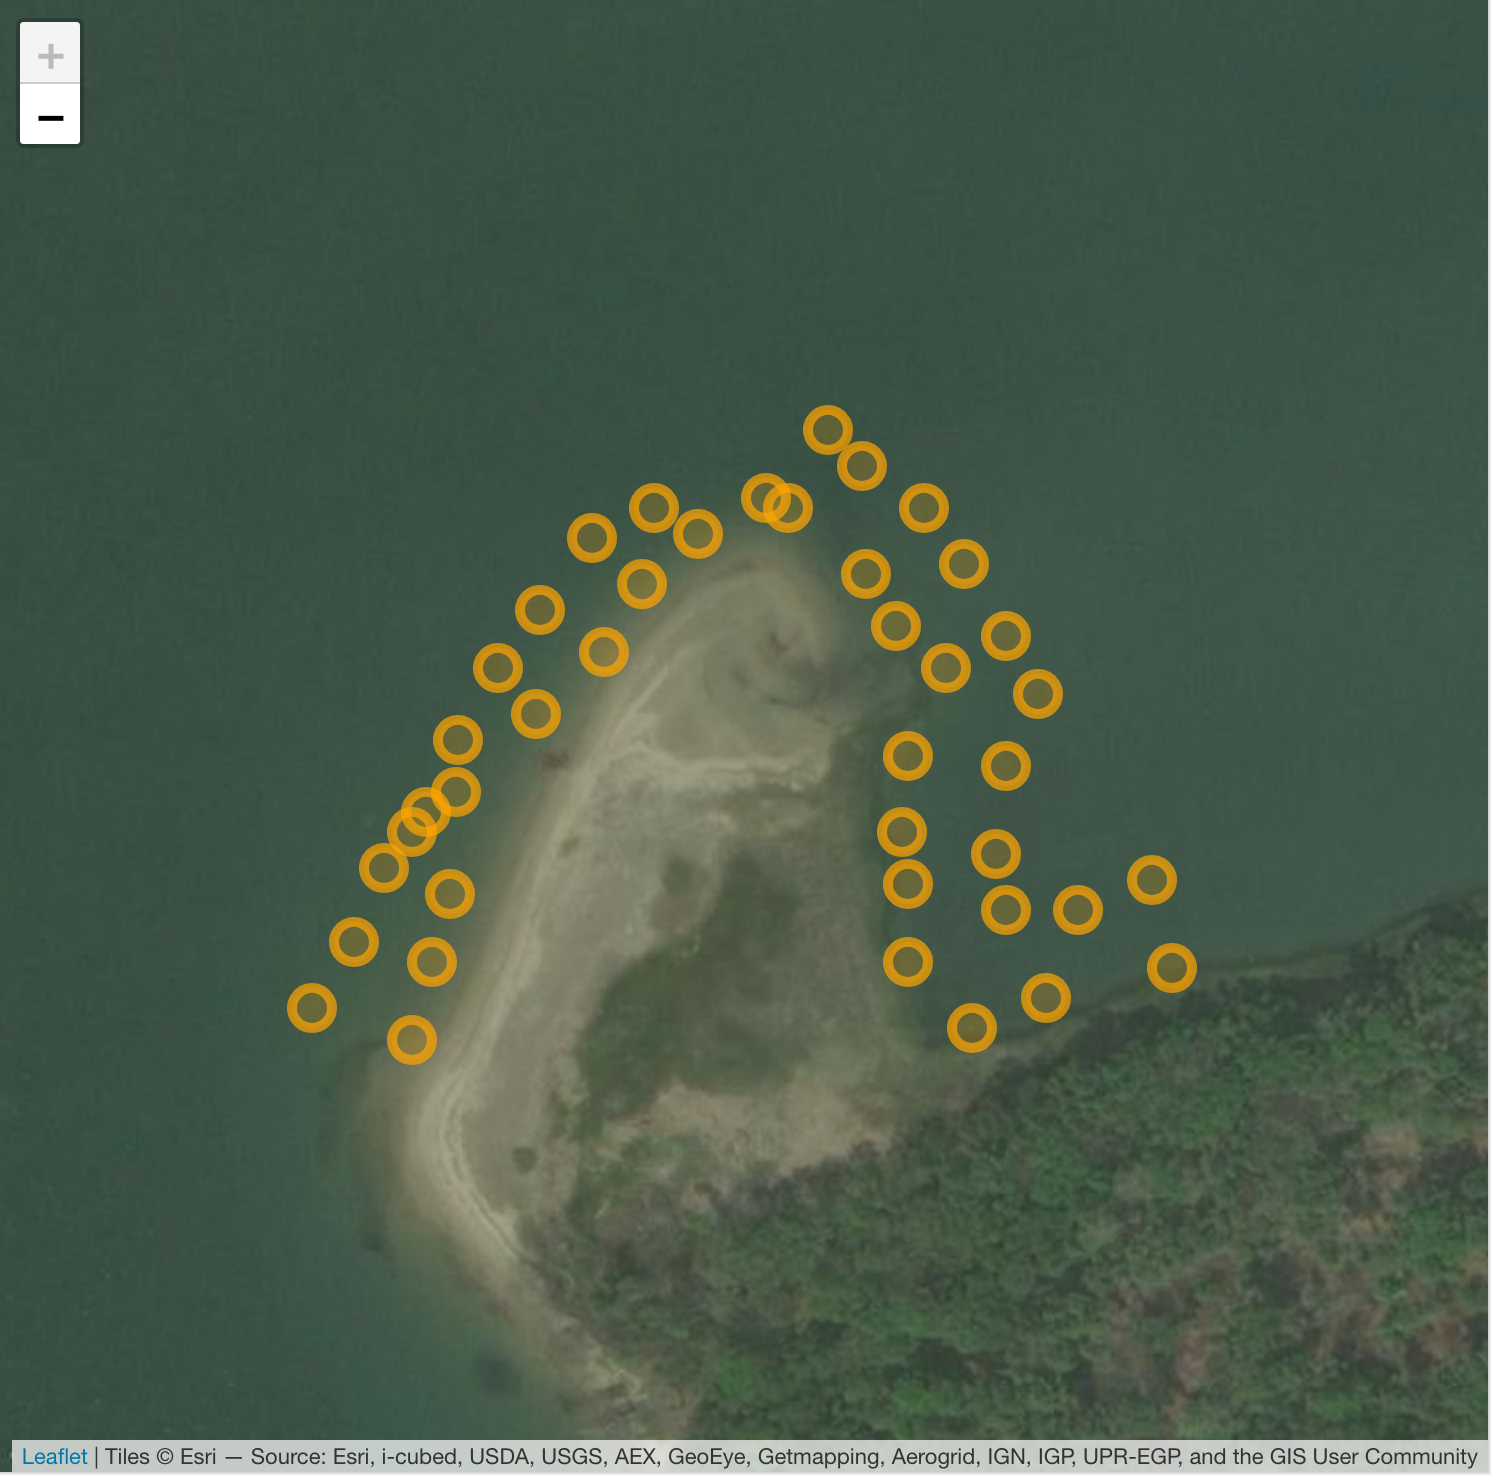 +
−
Leaflet | Tiles © Esri — Source: Esri, i-cubed, USDA, USGS, AEX, GeoEye, Getmapping, Aerogrid, IGN, IGP, UPR-EGP, and the GIS User Community